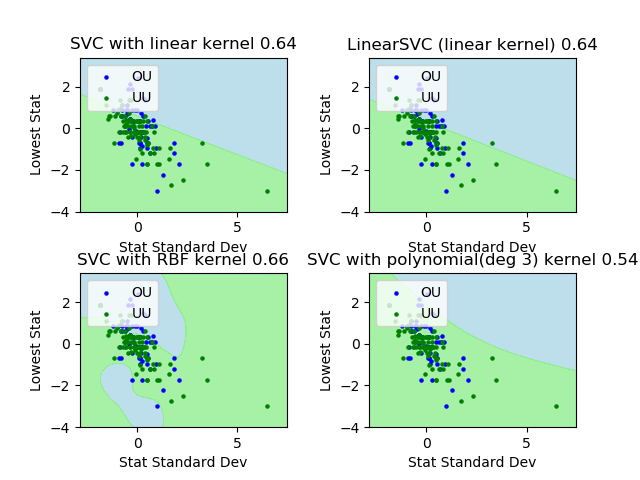 SVC with linear kernel 0.64
OU
UU
2
0
−2
−4
Lowest Stat
0
5
Stat Standard Dev
LinearSVC (linear kernel) 0.64
OU
UU
2
0
−2
−4
Lowest Stat
0
5
Stat Standard Dev
SVC with RBF kernel 0.66
OU
UU
2
0
−2
−4
Lowest Stat
0
5
Stat Standard Dev
SVC with polynomial(deg 3) kernel 0.54
OU
UU
2
0
−2
−4
Lowest Stat
0
5
Stat Standard Dev